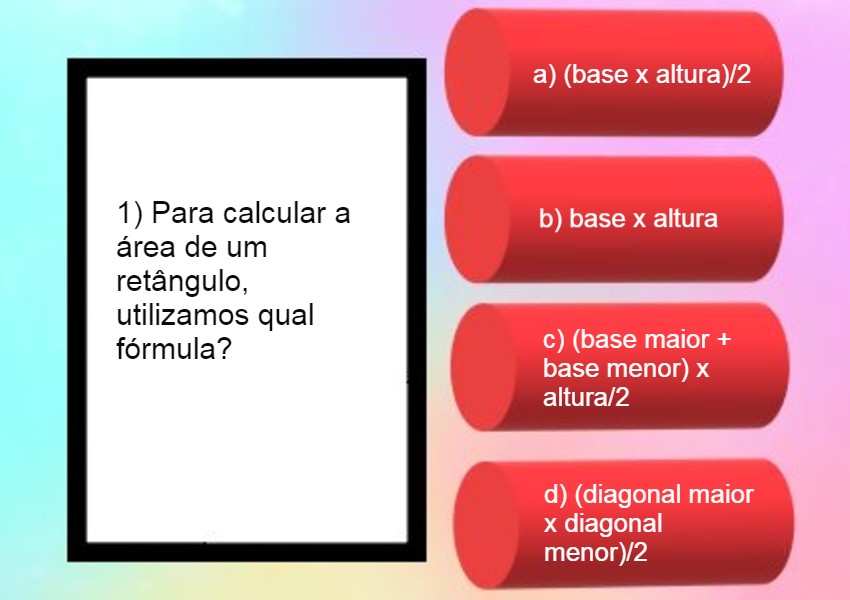 1) Para calcular a
área de um
retângulo,
utilizamos qual
fórmula?
a) (base x altura)/2
b) base x altura
c) (base maior +
base menor) x
altura/2
d) (diagonal maior
x diagonal
menor)/2